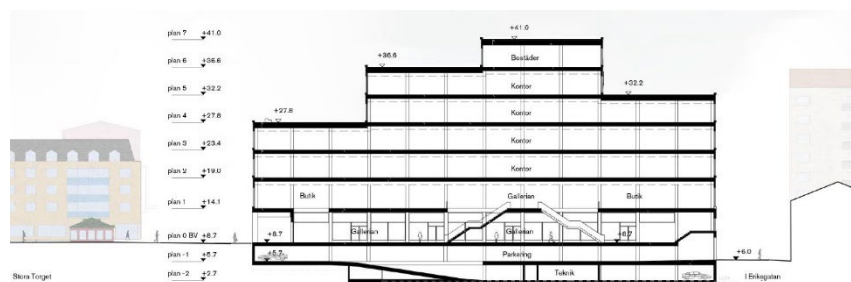 plan 7 +41.0
+41.0
plan 6 +36.6
+36.6
Bostäder
plan 5 +32.2
Kontor
+32.2
plan 4 +27.8
+27.8
Kontor
plan 3 +23.4
Kontor
plan 2 +19.0
Kontor
plan 1 +14.1
Butik Gallerian Butik
plan 0 BV +8.7
+8.7
Gallerian Gallerian
+8.7
plan -1 +5.7
+5.7
Parkering
+6.0
plan -2 +2.7
Teknik
Stora Torget
I Eriksgatan